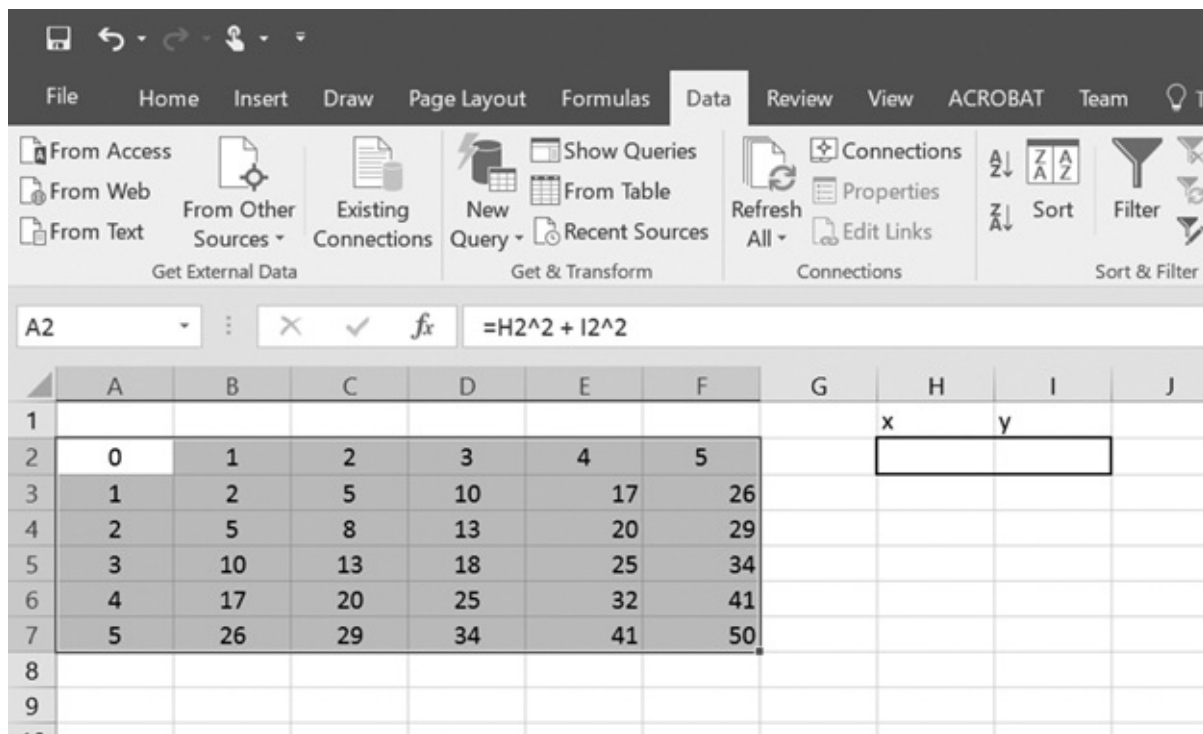 File Home Insert Draw Page Layout Formulas Data Review View ACROBAT Team
From Access
From Web
From Text
From Other
Sources
Existing
Connections
Get External Data
New
Query
Show Queries
From Table
Recent Sources
Get & Transform
Refresh
All
Connections
Properties
Edit Links
Connections
Sort
Filter
Sort & Filter
A2 fx =H2^2 + I2^2
A B C D E F G H I J
1 x y
2 0 1 2 3 4 5
3 1 2 5 10 17 26
4 2 5 8 13 20 29
5 3 10 13 18 25 34
6 4 17 20 25 32 41
7 5 26 29 34 41 50
8
9